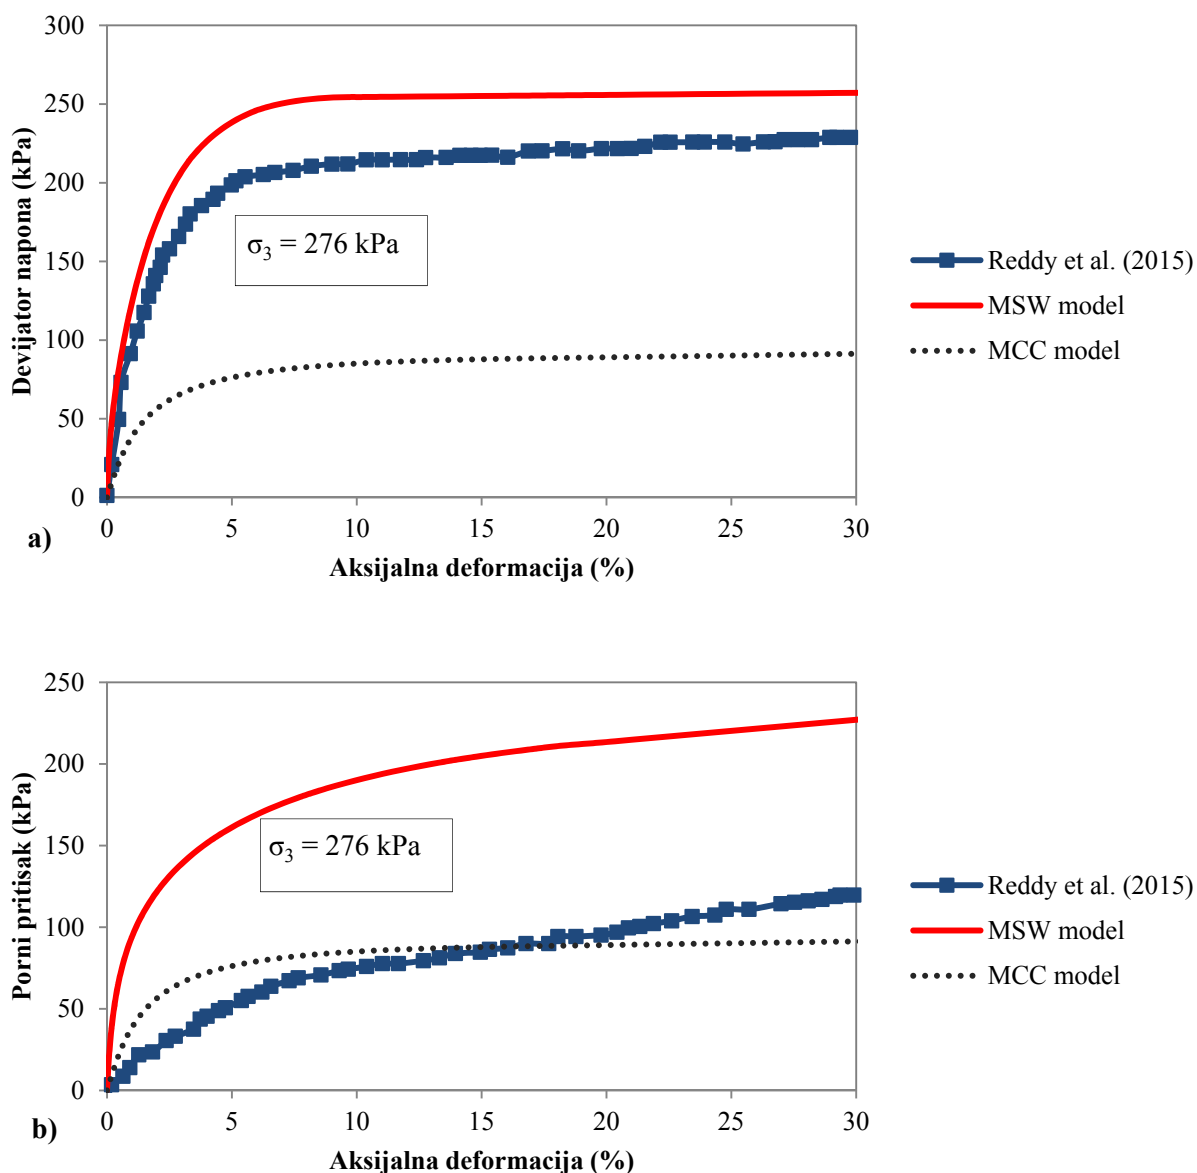 300
250
200
150
100
50
0
Devijator napona (kPa)
σ3 = 276 kPa
0 5 10 15 20 25 30
a)
Aksijalna deformacija (%)
Reddy et al. (2015)
MSW model
MCC model
250
200
150
100
50
0
Porni pritisak (kPa)
σ3 = 276 kPa
0 5 10 15 20 25 30
b)
Aksijalna deformacija (%)
Reddy et al. (2015)
MSW model
MCC model